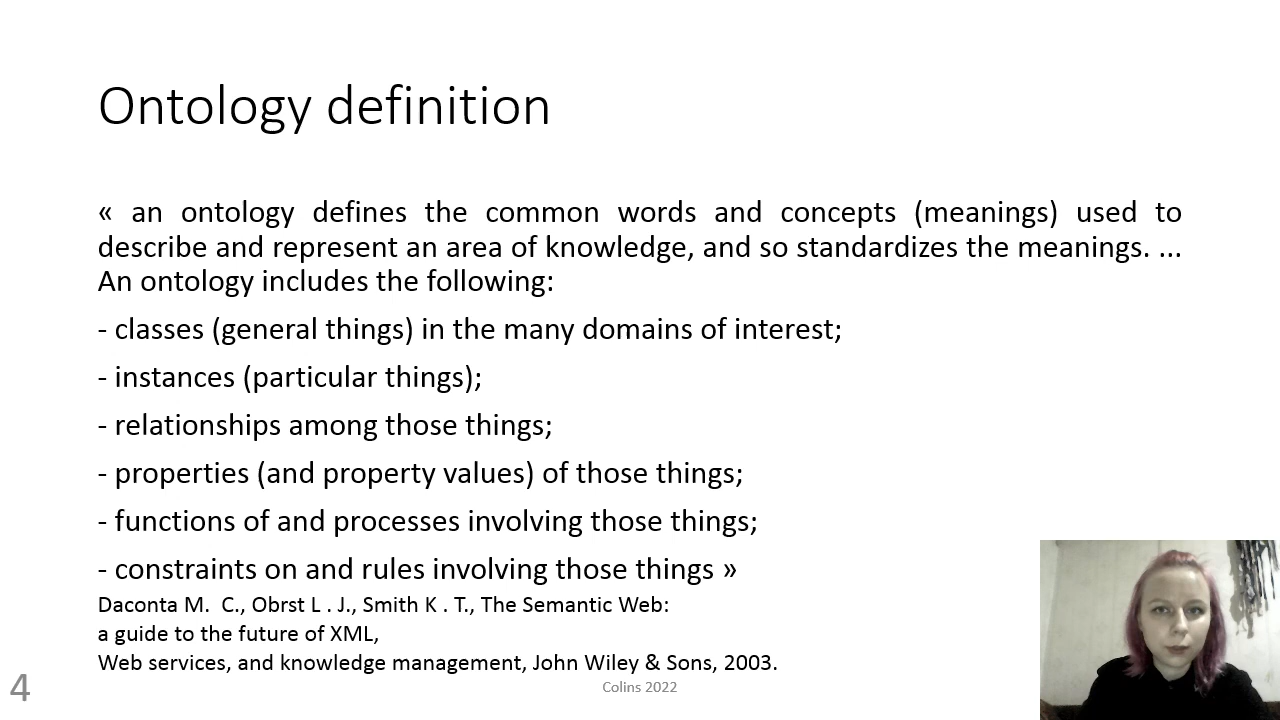 Ontology definition
« an ontology defines the common words and concepts (meanings) used to
describe and represent an area of knowledge, and so standardizes the meanings. ...
An ontology includes the following:
- classes (general things) in the many domains of interest;
- instances (particular things);
- relationships among those things;
- properties (and property values) of those things;
- functions of and processes involving those things;
- constraints on and rules involving those things »
Daconta M.  C., Obrst L . J., Smith K . T., The Semantic Web:
a guide to the future of XML,
Web services, and knowledge management, John Wiley & Sons, 2003.
4
Colins 2022